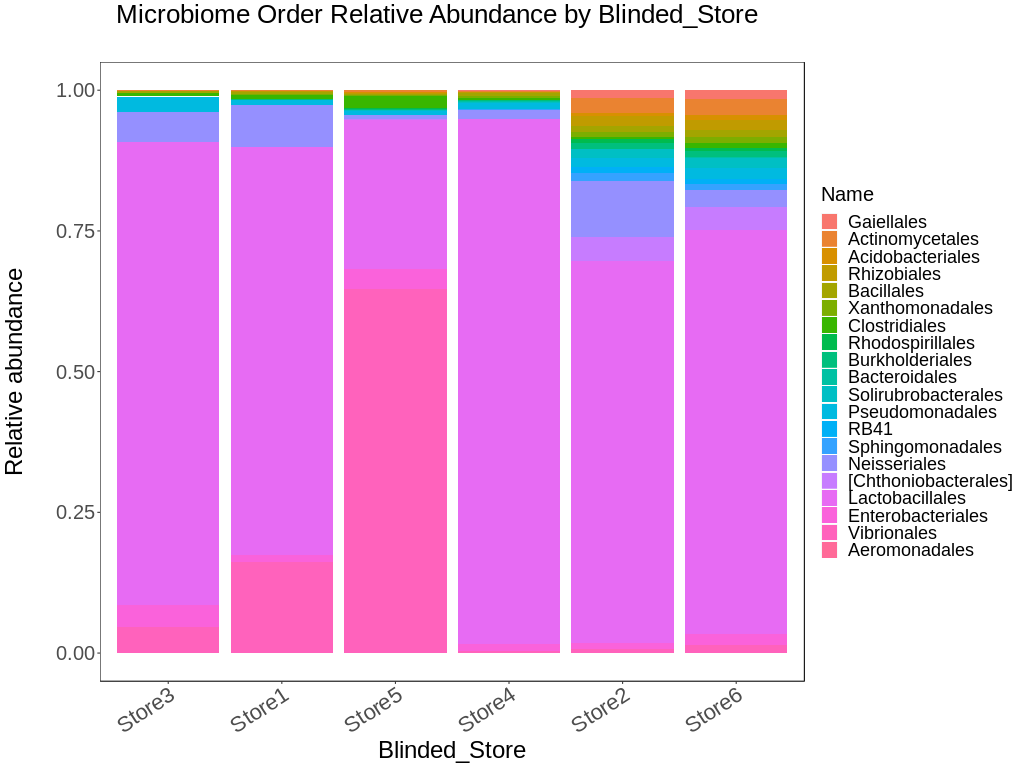 Microbiome Order Relative Abundance by Blinded_Store
Relative abundance
1.00
0.75
0.50
0.25
0.00
Store3
Store1
Store5
Store4
Store2
Store6
Blinded_Store
Name
Gaiellales
Actinomycetales
Acidobacteriales
Rhizobiales
Bacillales
Xanthomonadales
Clostridiales
Rhodospirillales
Burkholderiales
Bacteroidales
Solirubrobacterales
Pseudomonadales
RB41
Sphingomonadales
Neisseriales
[Chthoniobacterales]
Lactobacillales
Enterobacteriales
Vibrionales
Aeromonadales